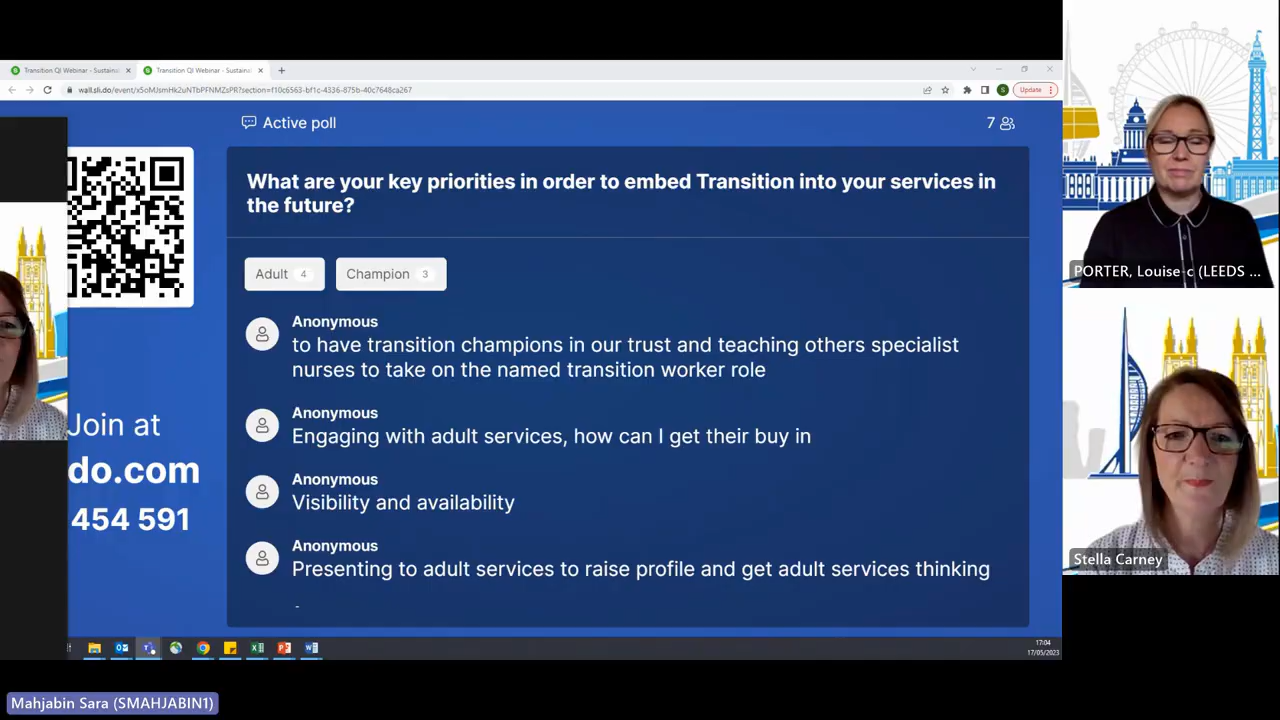 Transition QI Webinar - Sustaina
Transition QI Webinar - Sustaina
wall.sli.do/event/x5oMJsmHk2uNTbPFNMZsPR?section=f10c6563-bf1c-4336-875b-40c7648ca267
S
Update
Active poll
7
What are your key priorities in order to embed Transition into your services in
the future?
Adult 4
Champion 3
Anonymous
to have transition champions in our trust and teaching others specialist
nurses to take on the named transition worker role
Anonymous
Engaging with adult services, how can I get their buy in
Anonymous
Visibility and availability
Anonymous
Presenting to adult services to raise profile and get adult services thinking
Join at
do.com
454 591
17:04
17/05/2023
PORTER, Louise-c (LEEDS ...
Stella Carney
Mahjabin Sara (SMAHJABIN1)